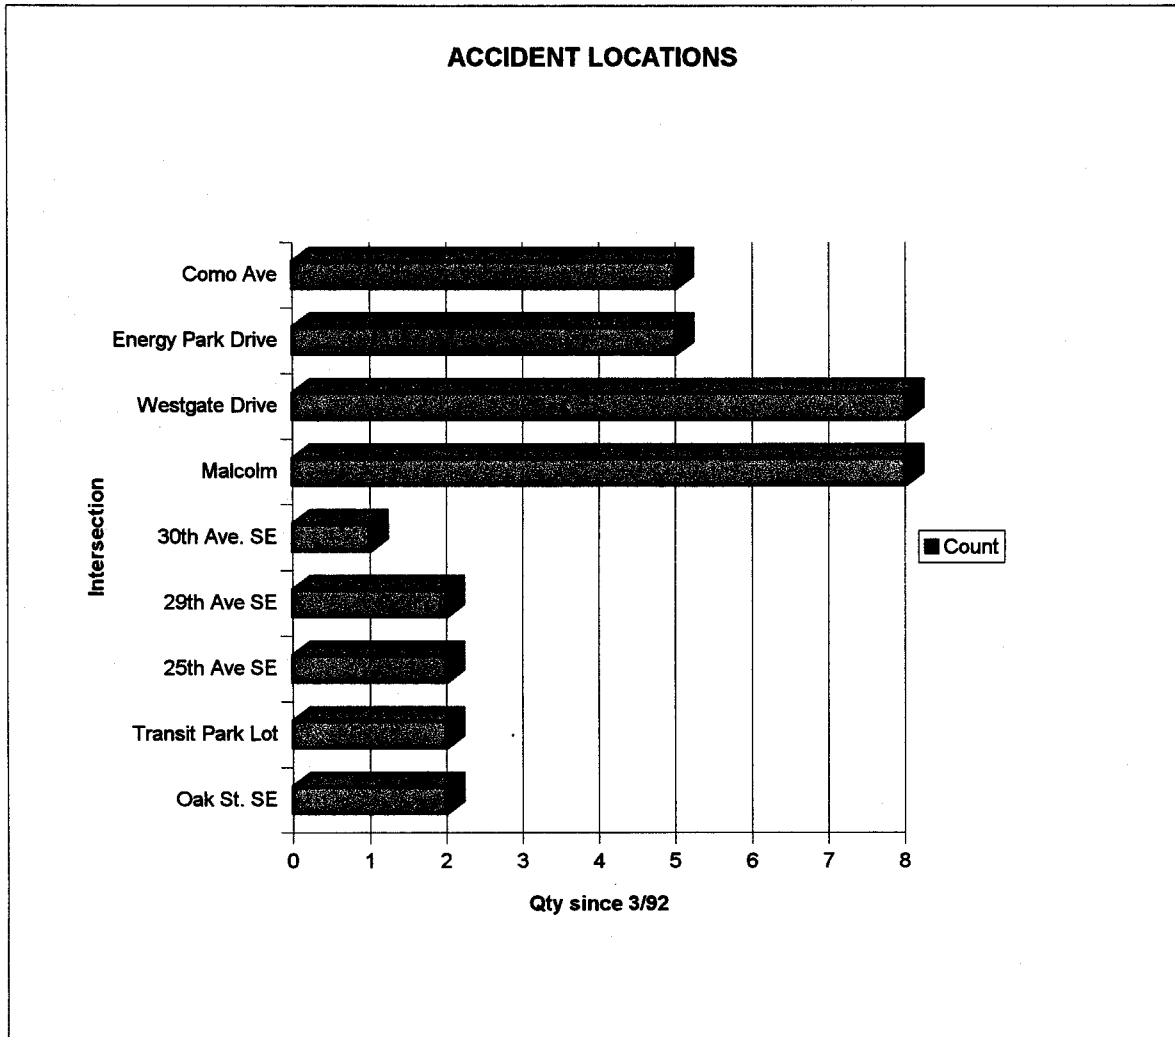 ACCIDENT LOCATIONS
Intersection
Como Ave
Energy Park Drive
Westgate Drive
Malcolm
30th Ave. SE
29th Ave SE
25th Ave SE
Transit Park Lot
Oak St. SE
0 1 2 3 4 5 6 7 8
Qty since 3/92
Count